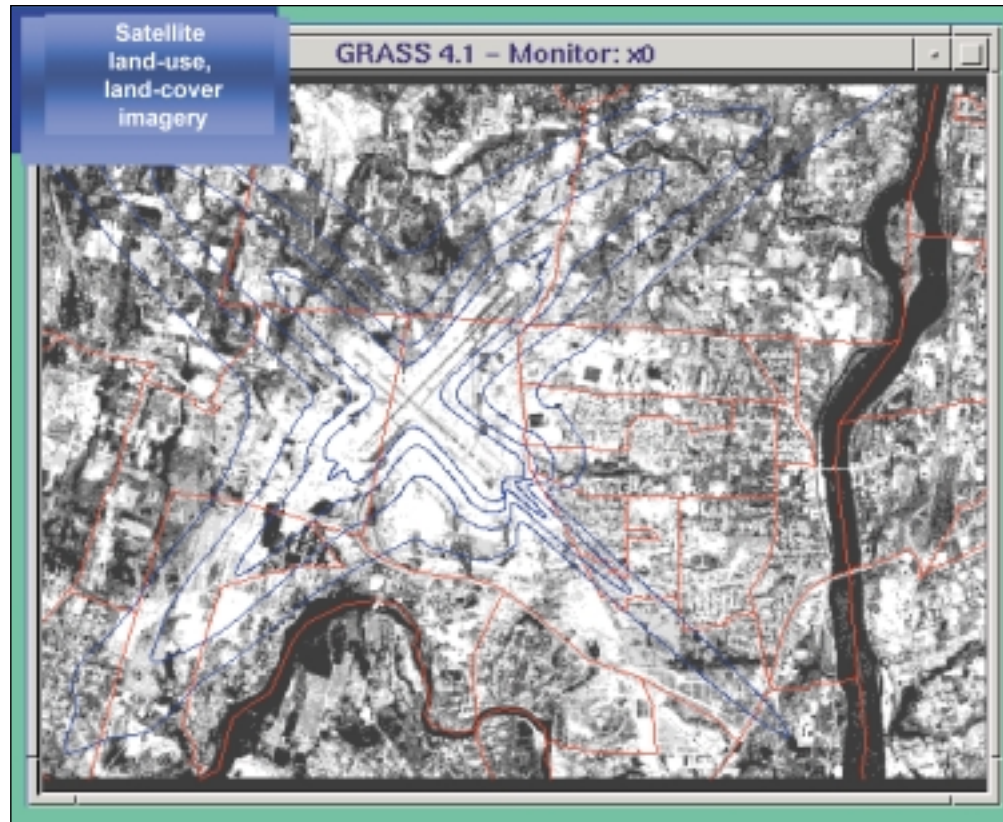 Satellite
land-use,
land-cover
imagery
GRASS 4.1 – Monitor: x0